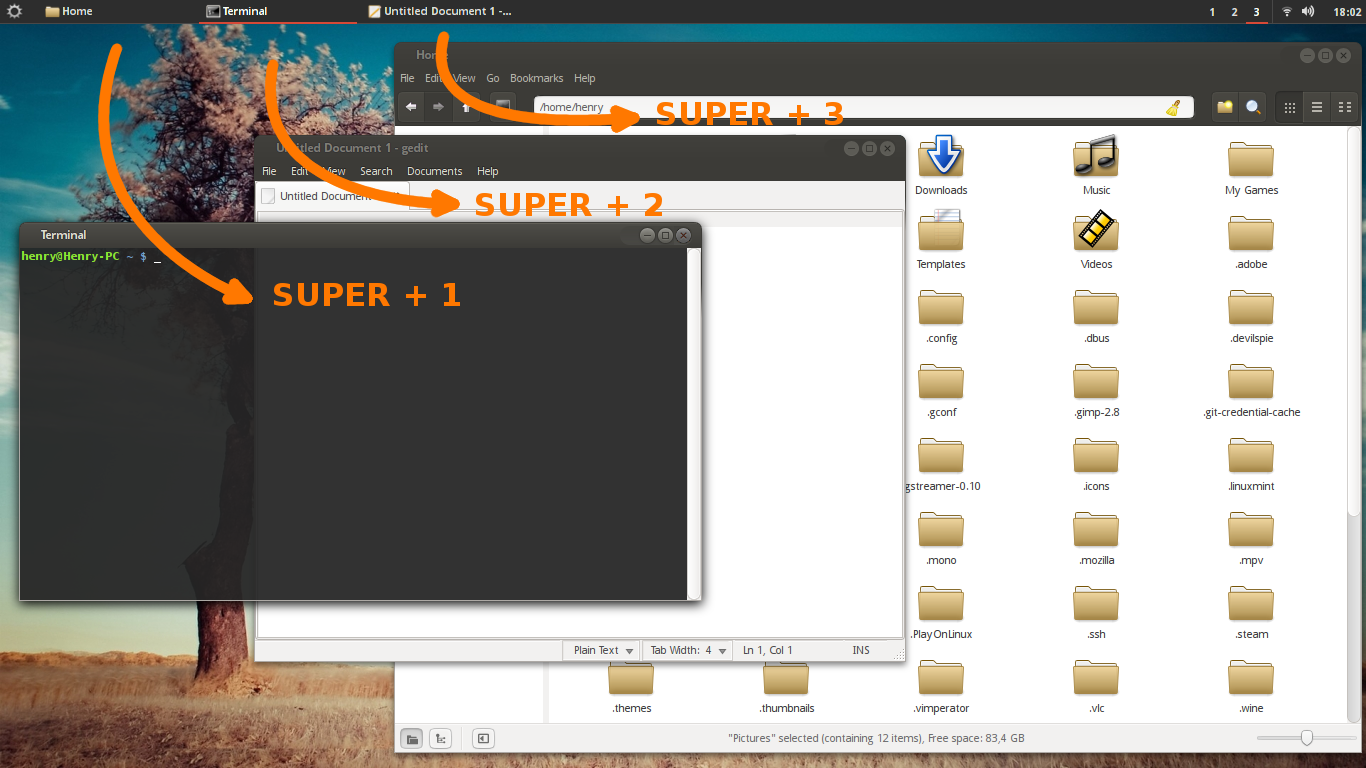 Home
Terminal
Untitled Document 1 -...
1 2 3
18:02
File Edit View Go Bookmarks Help
/home/henry
SUPER + 3
Untitled Document 1 - gedit
File Edit View Search Documents Help
Untitled Document
SUPER + 2
Terminal
henry@Henry-PC ~ $ _
SUPER + 1
Downloads Music My Games
Templates Videos .adobe
.config .dbus .devilspie
.gconf .gimp-2.8 .git-credential-cache
gstreamer-0.10 .icons .linuxmint
.mono .mozilla .mpv
.PlayOnLinux .ssh .steam
Plain Text Tab Width: 4 Ln 1, Col 1 INS
.themes .thumbnails .vimperator .vlc .wine
"Pictures" selected (containing 12 items), Free space: 83,4 GB